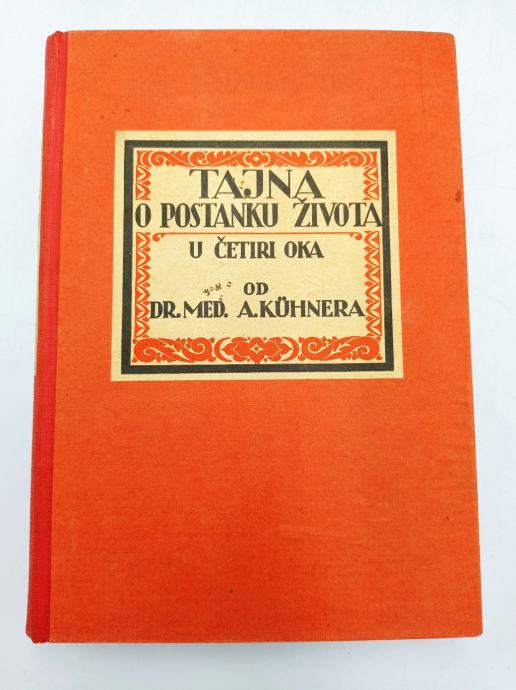 TAJNA
O POSTANKU ŽIVOTA
U ČETIRI OKA
OD
DR. MED. A. KÜHNERA